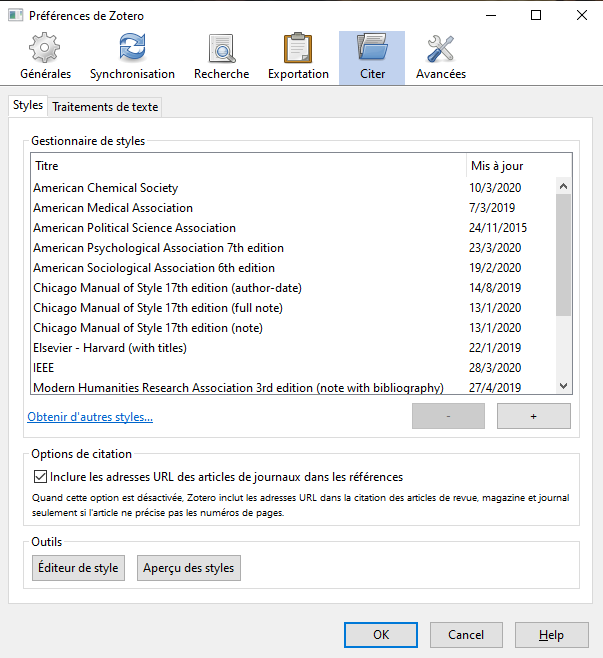 Préférences de Zotero
Générales Synchronisation Recherche Exportation Citer Avancées
Styles Traitements de texte
Gestionnaire de styles
Titre Mis à jour
American Chemical Society 10/3/2020
American Medical Association 7/3/2019
American Political Science Association 24/11/2015
American Psychological Association 7th edition 23/3/2020
American Sociological Association 6th edition 19/2/2020
Chicago Manual of Style 17th edition (author-date) 14/8/2019
Chicago Manual of Style 17th edition (full note) 13/1/2020
Chicago Manual of Style 17th edition (note) 13/1/2020
Elsevier - Harvard (with titles) 22/1/2019
IEEE 28/3/2020
Modern Humanities Research Association 3rd edition (note with bibliography) 27/4/2019
Obtenir d'autres styles... - +
Options de citation
Inclure les adresses URL des articles de journaux dans les références
Quand cette option est désactivée, Zotero inclut les adresses URL dans la citation des articles de revue, magazine et journal
seulement si l'article ne précise pas les numéros de pages.
Outils
Éditeur de style Aperçu des styles
OK Cancel Help